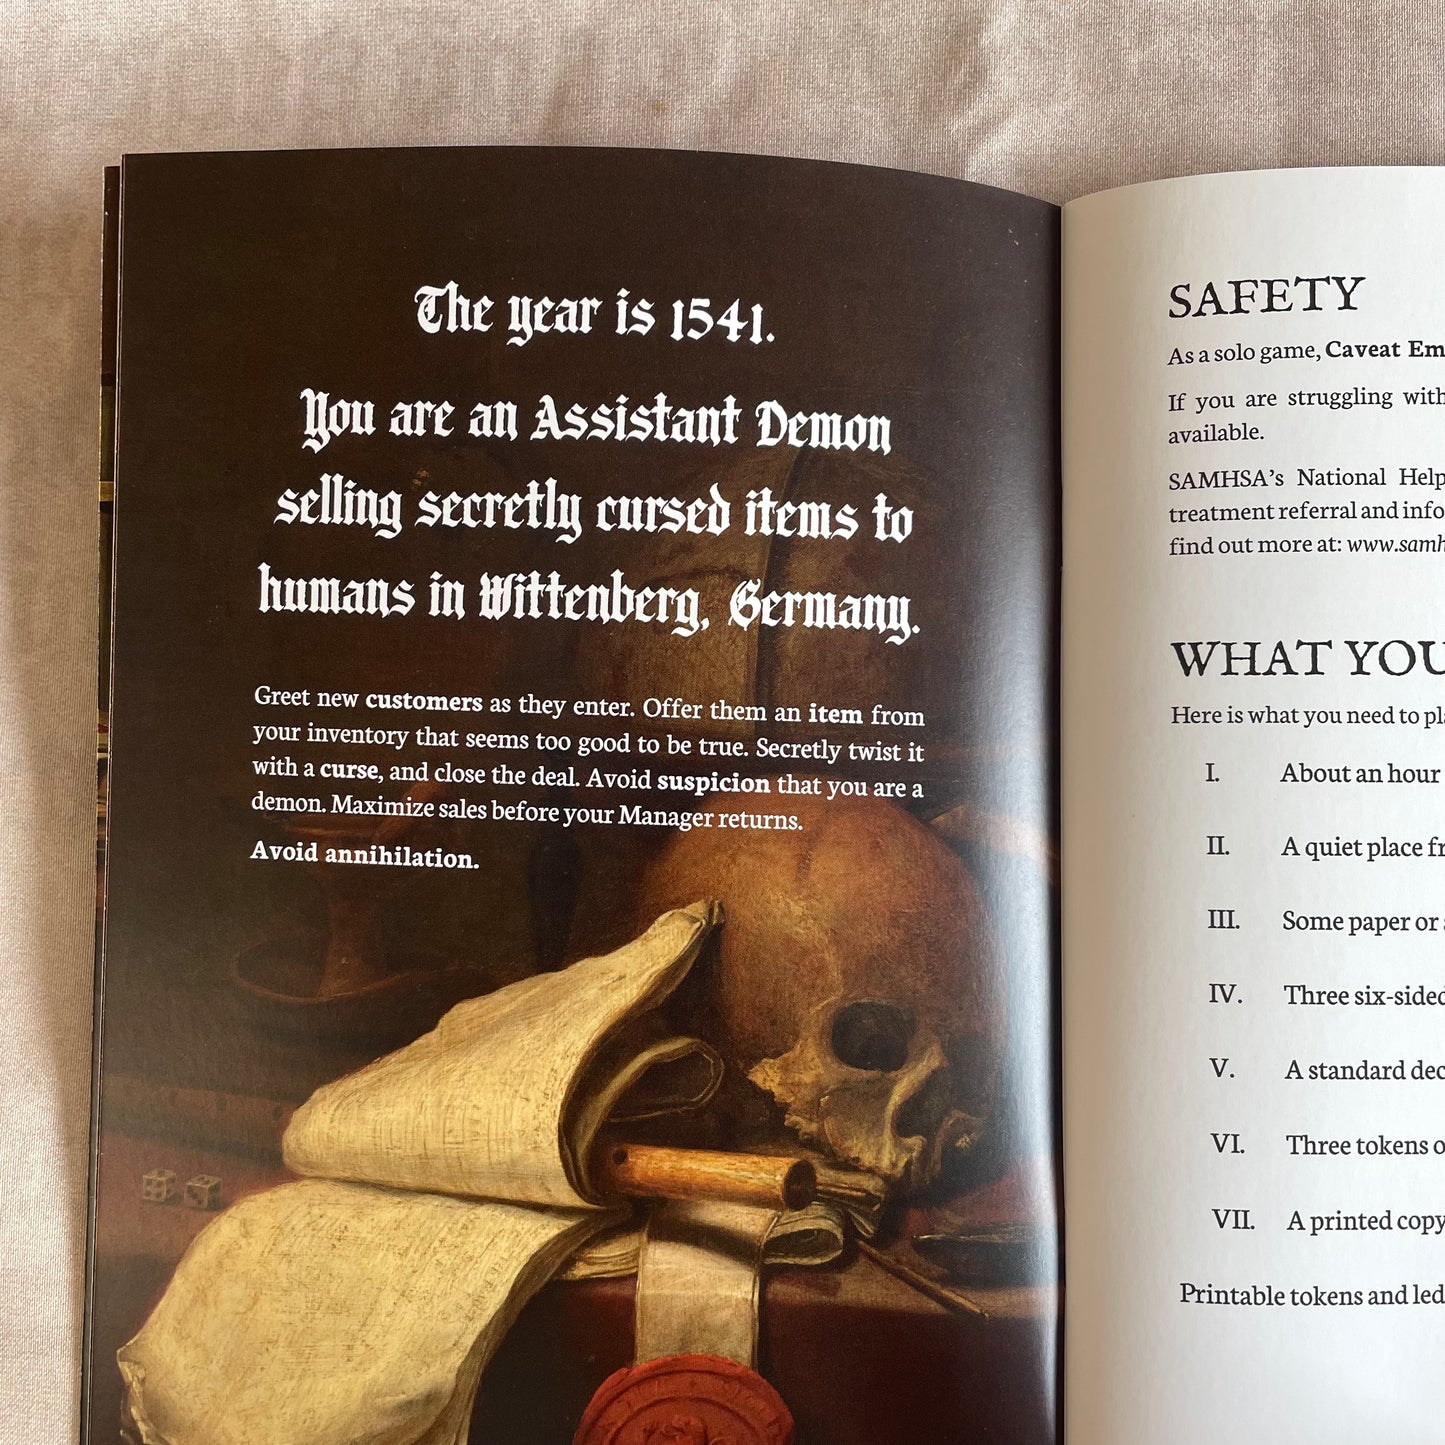 The year is 1541.
You are an Assistant Demon
selling secretly cursed items to
humans in Wittenberg, Germany.
Greet new customers as they enter. Offer them an item from
your inventory that seems too good to be true. Secretly twist it
with a curse, and close the deal. Avoid suspicion that you are a
demon. Maximize sales before your Manager returns.
Avoid annihilation.
SAFETY
As a solo game, Caveat Em
If you are struggling with
available.
SAMHSA's National Help
treatment referral and info
find out more at: www.samh
WHAT YOU
Here is what you need to pl
I. About an hour
II. A quiet place fr
III. Some paper or
IV. Three six-sided
V. A standard dec
VI. Three tokens o
VII. A printed copy
Printable tokens and led